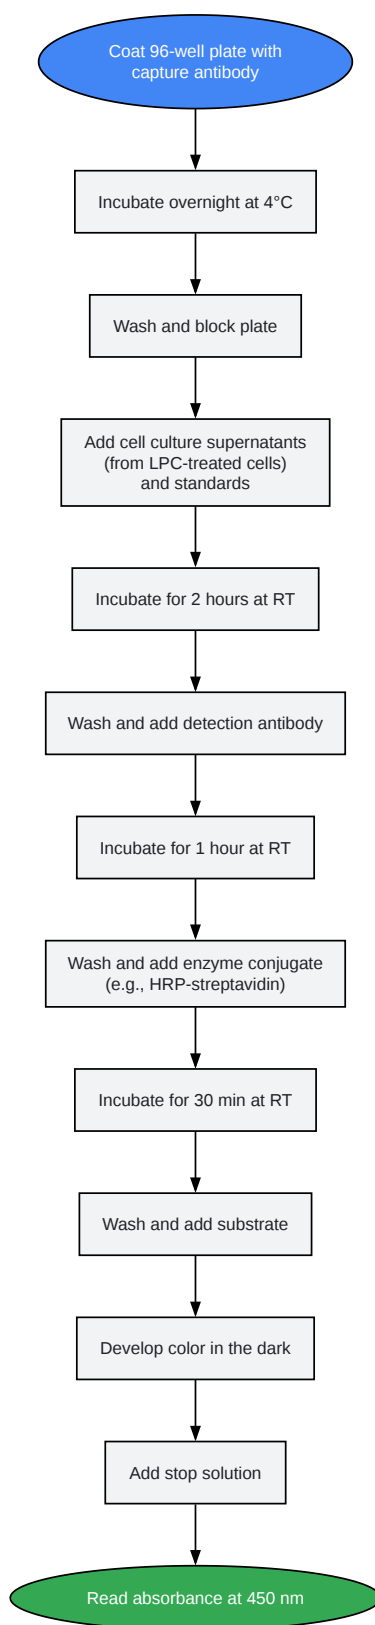 Coat 96-well plate with
capture antibody
Incubate overnight at 4°C
Wash and block plate
Add cell culture supernatants
(from LPC-treated cells)
and standards
Incubate for 2 hours at RT
Wash and add detection antibody
Incubate for 1 hour at RT
Wash and add enzyme conjugate
(e.g., HRP-streptavidin)
Incubate for 30 min at RT
Wash and add substrate
Develop color in the dark
Add stop solution
Read absorbance at 450 nm